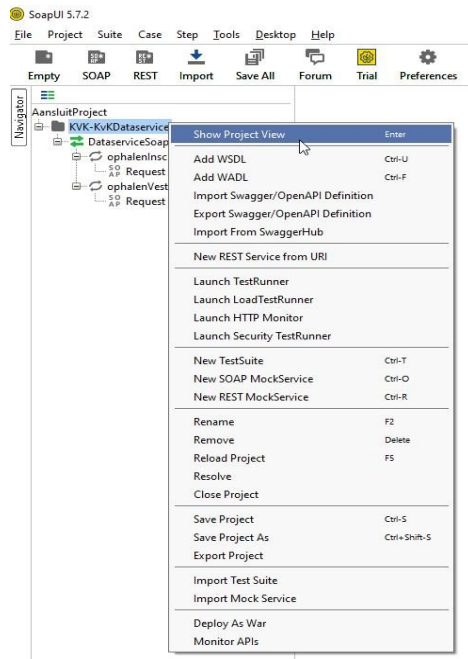 SoapUI 5.7.2
File Project Suite Case Step Tools Desktop Help
Empty SOAP REST Import Save All Forum Trial Preferences
Navigator
AansluitProject
KVK-KvKDataservice
DataserviceSoap
ophalenInsc
Request
ophalenVest
Request
Show Project View Enter
Add WSDL Ctrl-U
Add WADL Ctrl-F
Import Swagger/OpenAPI Definition
Export Swagger/OpenAPI Definition
Import From SwaggerHub
New REST Service from URI
Launch TestRunner
Launch LoadTestRunner
Launch HTTP Monitor
Launch Security TestRunner
New TestSuite Ctrl-T
New SOAP MockService Ctrl-O
New REST MockService Ctrl-R
Rename F2
Remove Delete
Reload Project F5
Resolve
Close Project
Save Project Ctrl-S
Save Project As Ctrl+Shift-S
Export Project
Import Test Suite
Import Mock Service
Deploy As War
Monitor APIs